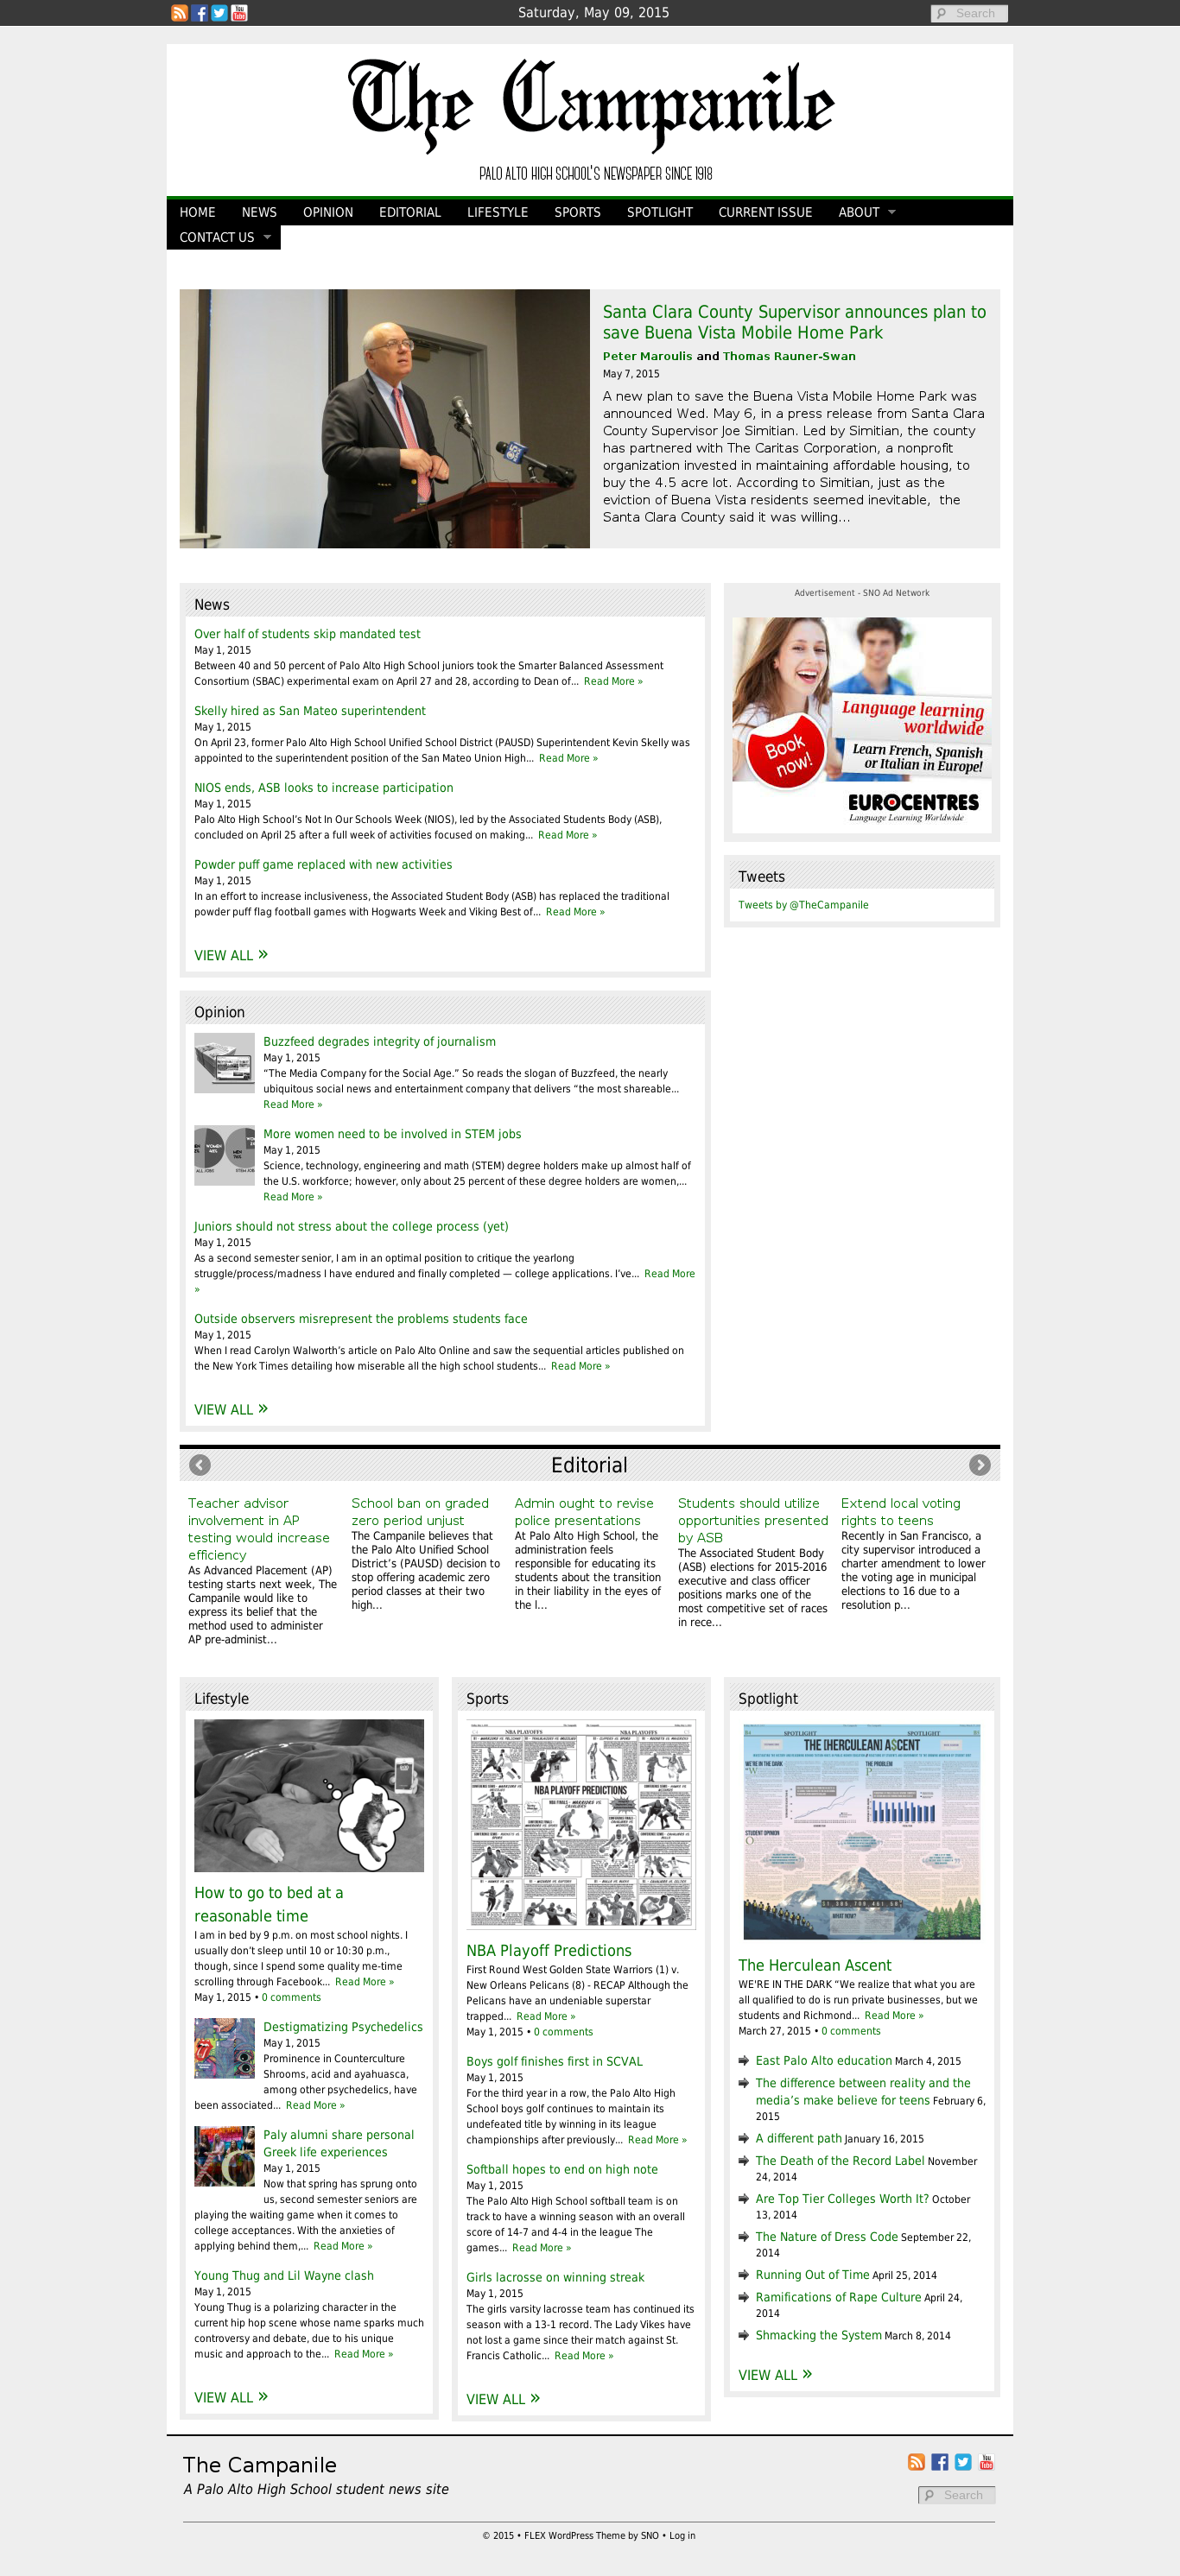 Saturday, May 09, 2015
Search
The Campanile
PALO ALTO HIGH SCHOOL'S NEWSPAPER SINCE 1918
HOME NEWS OPINION EDITORIAL LIFESTYLE SPORTS SPOTLIGHT CURRENT ISSUE ABOUT
CONTACT US
Santa Clara County Supervisor announces plan to
save Buena Vista Mobile Home Park
Peter Maroulis and Thomas Rauner-Swan
May 7, 2015
A new plan to save the Buena Vista Mobile Home Park was
announced Wed. May 6, in a press release from Santa Clara
County Supervisor Joe Simitian. Led by Simitian, the county
has partnered with The Caritas Corporation, a nonprofit
organization invested in maintaining affordable housing, to
buy the 4.5 acre lot. According to Simitian, just as the
eviction of Buena Vista residents seemed inevitable, the
Santa Clara County said it was willing...
News
Over half of students skip mandated test
May 1, 2015
Between 40 and 50 percent of Palo Alto High School juniors took the Smarter Balanced Assessment
Consortium (SBAC) experimental exam on April 27 and 28, according to Dean of... Read More »
Skelly hired as San Mateo superintendent
May 1, 2015
On April 23, former Palo Alto High School Unified School District (PAUSD) Superintendent Kevin Skelly was
appointed to the superintendent position of the San Mateo Union High... Read More »
NIOS ends, ASB looks to increase participation
May 1, 2015
Palo Alto High School's Not In Our Schools Week (NIOS), led by the Associated Students Body (ASB),
concluded on April 25 after a full week of activities focused on making... Read More »
Powder puff game replaced with new activities
May 1, 2015
In an effort to increase inclusiveness, the Associated Student Body (ASB) has replaced the traditional
powder puff flag football games with Hogwarts Week and Viking Best of... Read More »
VIEW ALL »
Advertisement - SNO Ad Network
Language learning
worldwide
Book
now!
Learn French, Spanish
or Italian in Europe!
EUROCENTRES
Language Learning Worldwide
Tweets
Tweets by @TheCampanile
Opinion
Buzzfeed degrades integrity of journalism
May 1, 2015
“The Media Company for the Social Age.” So reads the slogan of Buzzfeed, the nearly
ubiquitous social news and entertainment company that delivers “the most shareable...
Read More »
More women need to be involved in STEM jobs
May 1, 2015
Science, technology, engineering and math (STEM) degree holders make up almost half of
the U.S. workforce; however, only about 25 percent of these degree holders are women,...
Read More »
Juniors should not stress about the college process (yet)
May 1, 2015
As a second semester senior, I am in an optimal position to critique the yearlong
struggle/process/madness I have endured and finally completed — college applications. I've... Read More
»
Outside observers misrepresent the problems students face
May 1, 2015
When I read Carolyn Walworth's article on Palo Alto Online and saw the sequential articles published on
the New York Times detailing how miserable all the high school students... Read More »
VIEW ALL »
Editorial
Teacher advisor
involvement in AP
testing would increase
efficiency
As Advanced Placement (AP)
testing starts next week, The
Campanile would like to
express its belief that the
method used to administer
AP pre-administ...
School ban on graded
zero period unjust
The Campanile believes that
the Palo Alto Unified School
District's (PAUSD) decision to
stop offering academic zero
period classes at their two
high...
Admin ought to revise
police presentations
At Palo Alto High School, the
administration feels
responsible for educating its
students about the transition
in their liability in the eyes of
the l...
Students should utilize
opportunities presented
by ASB
The Associated Student Body
(ASB) elections for 2015-2016
executive and class officer
positions marks one of the
most competitive set of races
in rece...
Extend local voting
rights to teens
Recently in San Francisco, a
city supervisor introduced a
charter amendment to lower
the voting age in municipal
elections to 16 due to a
resolution p...
Lifestyle
How to go to bed at a
reasonable time
I am in bed by 9 p.m. on most school nights. I
usually don't sleep until 10 or 10:30 p.m.,
though, since I spend some quality me-time
scrolling through Facebook... Read More »
May 1, 2015 • 0 comments
Destigmatizing Psychedelics
May 1, 2015
Prominence in Counterculture
Shrooms, acid and ayahuasca,
among other psychedelics, have
been associated... Read More »
Paly alumni share personal
Greek life experiences
May 1, 2015
Now that spring has sprung onto
us, second semester seniors are
playing the waiting game when it comes to
college acceptances. With the anxieties of
applying behind them,... Read More »
Young Thug and Lil Wayne clash
May 1, 2015
Young Thug is a polarizing character in the
current hip hop scene whose name sparks much
controversy and debate, due to his unique
music and approach to the... Read More »
VIEW ALL »
Sports
NBA PLAYOFFS
NBA PLAYOFFS
NBA PLAYOFF PREDICTIONS
NBA Playoff Predictions
First Round West Golden State Warriors (1) v.
New Orleans Pelicans (8) - RECAP Although the
Pelicans have an undeniable superstar
trapped... Read More »
May 1, 2015 • 0 comments
Boys golf finishes first in SCVAL
May 1, 2015
For the third year in a row, the Palo Alto High
School boys golf continues to maintain its
undefeated title by winning in its league
championships after previously... Read More »
Softball hopes to end on high note
May 1, 2015
The Palo Alto High School softball team is on
track to have a winning season with an overall
score of 14-7 and 4-4 in the league The
games... Read More »
Girls lacrosse on winning streak
May 1, 2015
The girls varsity lacrosse team has continued its
season with a 13-1 record. The Lady Vikes have
not lost a game since their match against St.
Francis Catholic... Read More »
VIEW ALL »
Spotlight
SPOTLIGHT
SPOTLIGHT
THE [HERCULEAN] A$CENT
WE'RE IN THE DARK
THE PROBLEM
STUDENT OPINION
WHAT NOW?
The Herculean Ascent
WE'RE IN THE DARK “We realize that what you are
all qualified to do is run private businesses, but we
students and Richmond... Read More »
March 27, 2015 • 0 comments
East Palo Alto education March 4, 2015
The difference between reality and the
media's make believe for teens February 6,
2015
A different path January 16, 2015
The Death of the Record Label November
24, 2014
Are Top Tier Colleges Worth It? October
13, 2014
The Nature of Dress Code September 22,
2014
Running Out of Time April 25, 2014
Ramifications of Rape Culture April 24,
2014
Shmacking the System March 8, 2014
VIEW ALL »
The Campanile
A Palo Alto High School student news site
Search
© 2015 • FLEX WordPress Theme by SNO • Log in